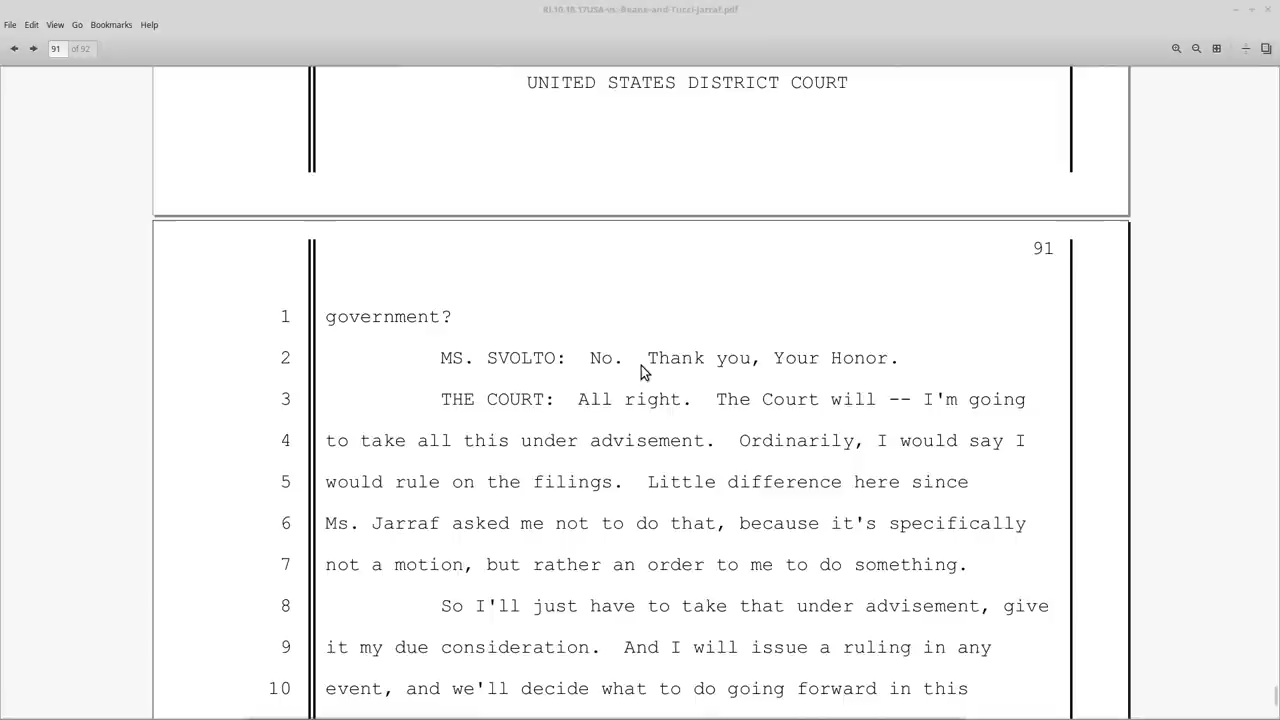 File Edit View Go Bookmarks Help
91 of 92
UNITED STATES DISTRICT COURT
91
1 government?
2 MS. SVOLTO: No. Thank you, Your Honor.
3 THE COURT: All right. The Court will -- I'm going
4 to take all this under advisement. Ordinarily, I would say I
5 would rule on the filings. Little difference here since
6 Ms. Jarraf asked me not to do that, because it's specifically
7 not a motion, but rather an order to me to do something.
8 So I'll just have to take that under advisement, give
9 it my due consideration. And I will issue a ruling in any
10 event, and we'll decide what to do going forward in this